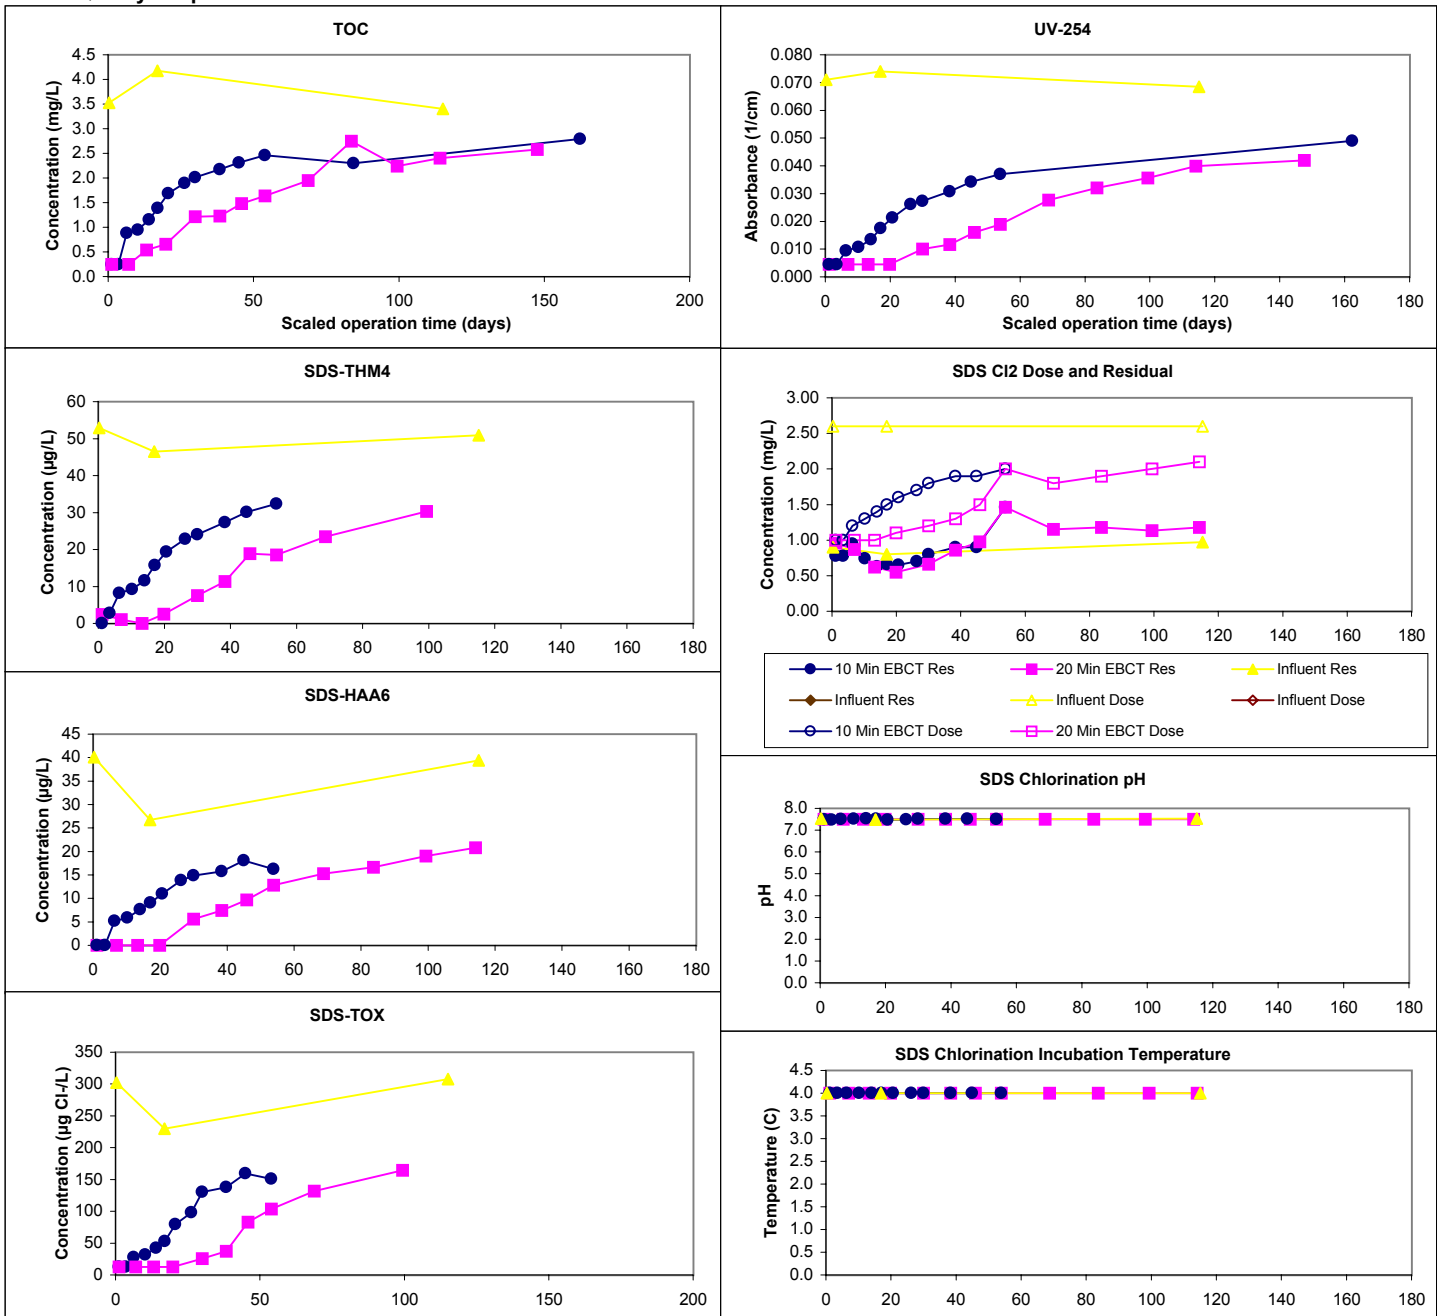 TOC
Concentration (mg/L)
4.5
4.0
3.5
3.0
2.5
2.0
1.5
1.0
0.5
0.0
0 50 100 150 200
Scaled operation time (days)
UV-254
Absorbance (1/cm)
0.080
0.070
0.060
0.050
0.040
0.030
0.020
0.010
0.000
0 20 40 60 80 100 120 140 160 180
Scaled operation time (days)
SDS-THM4
Concentration (µg/L)
60
50
40
30
20
10
0
0 20 40 60 80 100 120 140 160 180
SDS Cl2 Dose and Residual
Concentration (mg/L)
3.00
2.50
2.00
1.50
1.00
0.50
0.00
0 20 40 60 80 100 120 140 160 180
10 Min EBCT Res 20 Min EBCT Res Influent Res
Influent Res Influent Dose Influent Dose
10 Min EBCT Dose 20 Min EBCT Dose
SDS-HAA6
Concentration (µg/L)
45
40
35
30
25
20
15
10
5
0
0 20 40 60 80 100 120 140 160 180
SDS Chlorination pH
pH
8.0
7.0
6.0
5.0
4.0
3.0
2.0
1.0
0.0
0 20 40 60 80 100 120 140 160 180
SDS-TOX
Concentration (µg Cl-/L)
350
300
250
200
150
100
50
0
0 50 100 150 200
SDS Chlorination Incubation Temperature
Temperature (C)
4.5
4.0
3.5
3.0
2.5
2.0
1.5
1.0
0.5
0.0
0 20 40 60 80 100 120 140 160 180